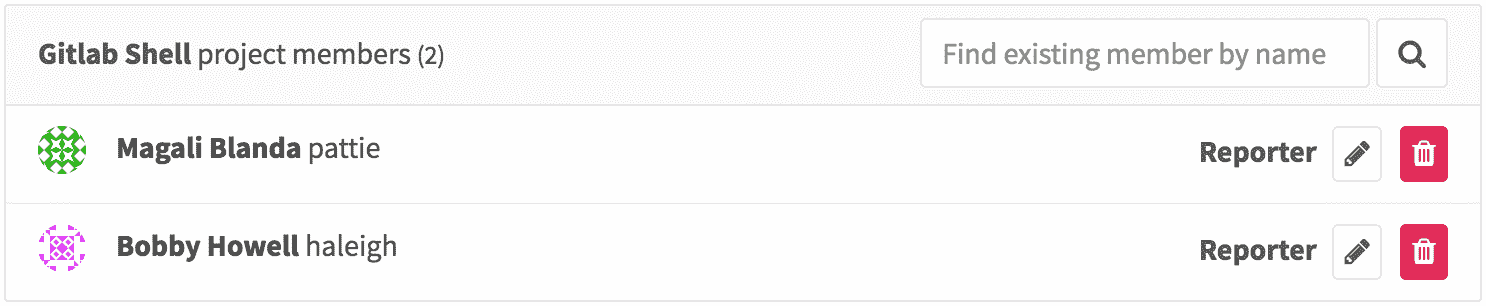 Gitlab Shell project members (2) Find existing member by name
Magali Blanda pattie Reporter
Bobby Howell haleigh Reporter